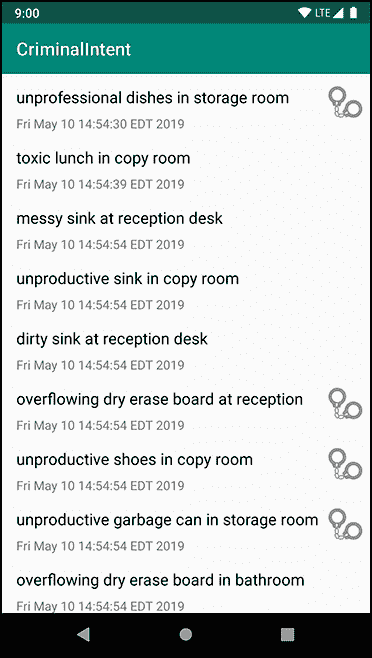 9:00 LTE
CriminalIntent
unprofessional dishes in storage room
Fri May 10 14:54:30 EDT 2019
toxic lunch in copy room
Fri May 10 14:54:39 EDT 2019
messy sink at reception desk
Fri May 10 14:54:54 EDT 2019
unproductive sink in copy room
Fri May 10 14:54:54 EDT 2019
dirty sink at reception desk
Fri May 10 14:54:54 EDT 2019
overflowing dry erase board at reception
Fri May 10 14:54:54 EDT 2019
unproductive shoes in copy room
Fri May 10 14:54:54 EDT 2019
unproductive garbage can in storage room
Fri May 10 14:54:54 EDT 2019
overflowing dry erase board in bathroom
Fri May 10 14:54:54 EDT 2019